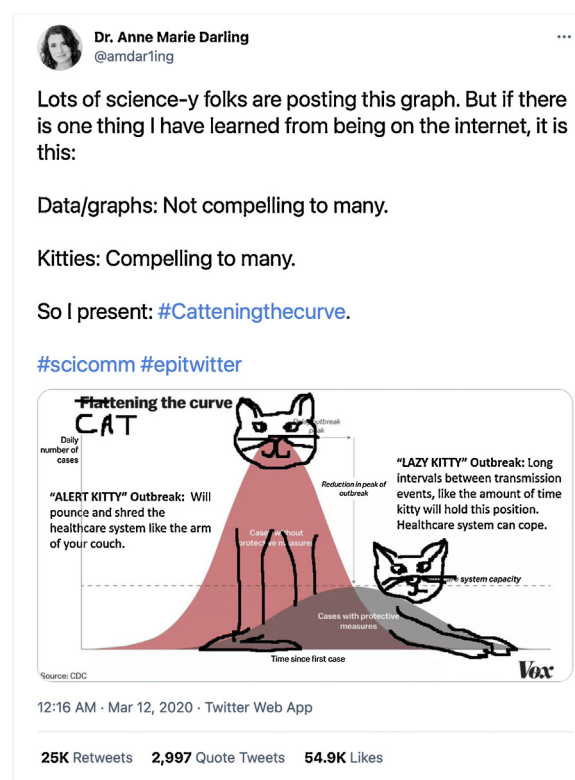 Dr. Anne Marie Darling
@amdar1ing
Lots of science-y folks are posting this graph. But if there
is one thing I have learned from being on the internet, it is
this:
Data/graphs: Not compelling to many.
Kitties: Compelling to many.
So I present: #Catteningthecurve.
#scicomm #epitwitter
Flattening the curve
CAT
outbreak
peak
Daily
number of
cases
"ALERT KITTY" Outbreak: Will
pounce and shred the
healthcare system like the arm
of your couch.
Reduction in peak of
outbreak
"LAZY KITTY" Outbreak: Long
intervals between transmission
events, like the amount of time
kitty will hold this position.
Healthcare system can cope.
Cases without
protective measures
system capacity
Cases with protective
measures
Time since first case
Source: CDC
Vox
12:16 AM · Mar 12, 2020 · Twitter Web App
25K Retweets 2,997 Quote Tweets 54.9K Likes